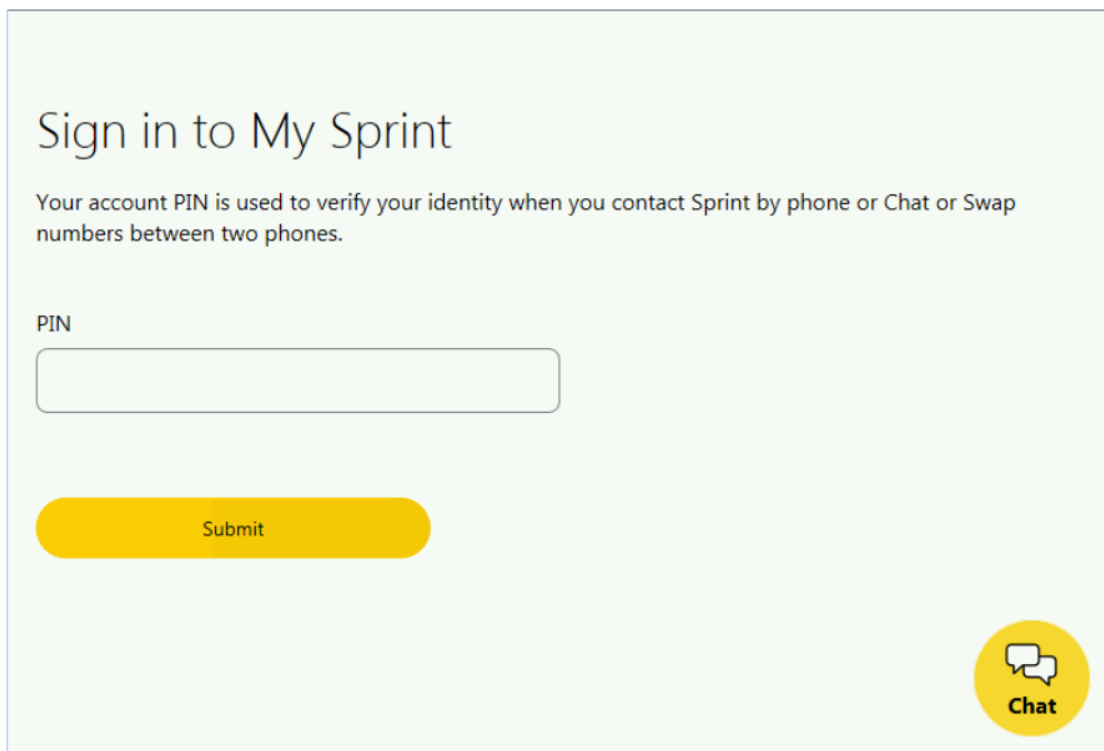 Sign in to My Sprint
Your account PIN is used to verify your identity when you contact Sprint by phone or Chat or Swap
numbers between two phones.
PIN
Submit
Chat